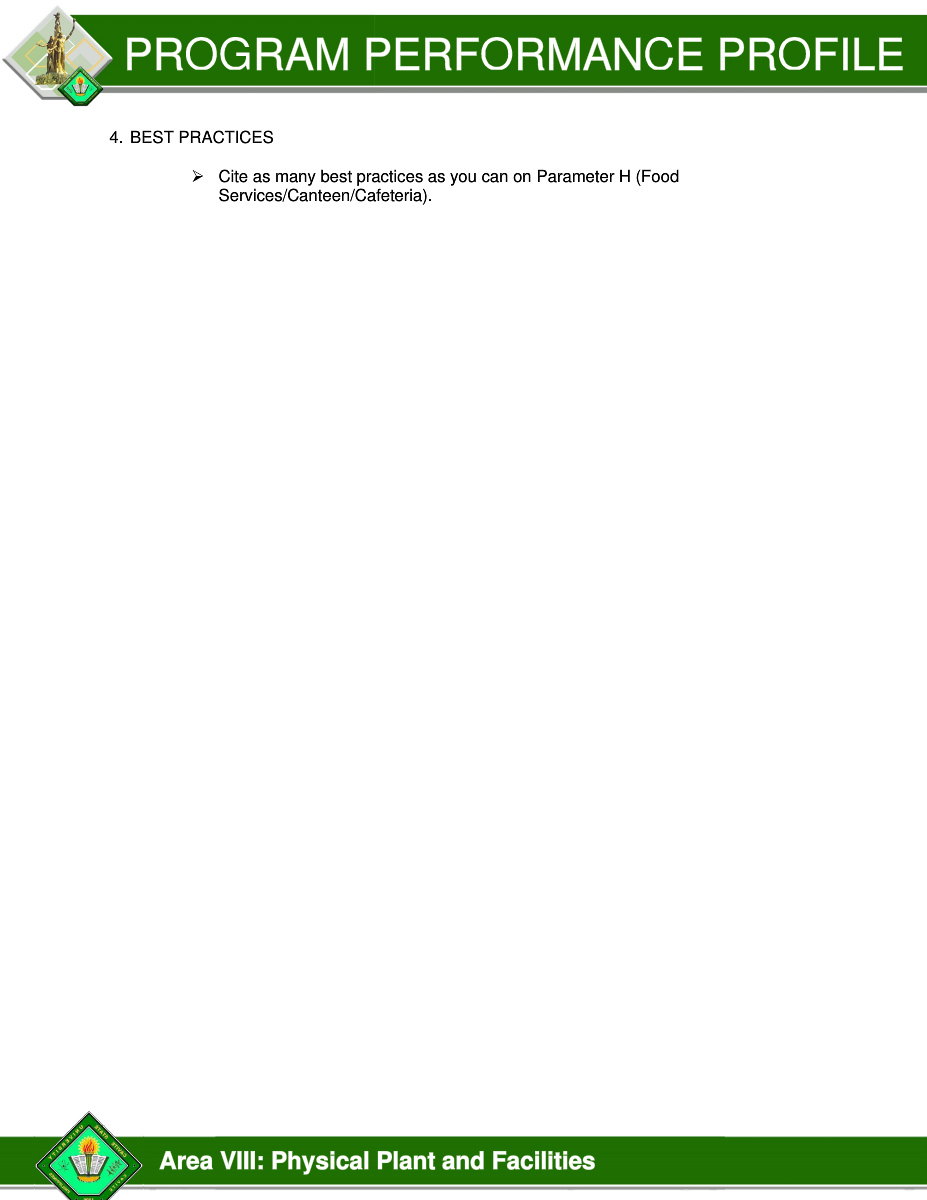 PROGRAM PERFORMANCE PROFILE
4. BEST PRACTICES
➢ Cite as many best practices as you can on Parameter H (Food
Services/Canteen/Cafeteria).
Area VIII: Physical Plant and Facilities